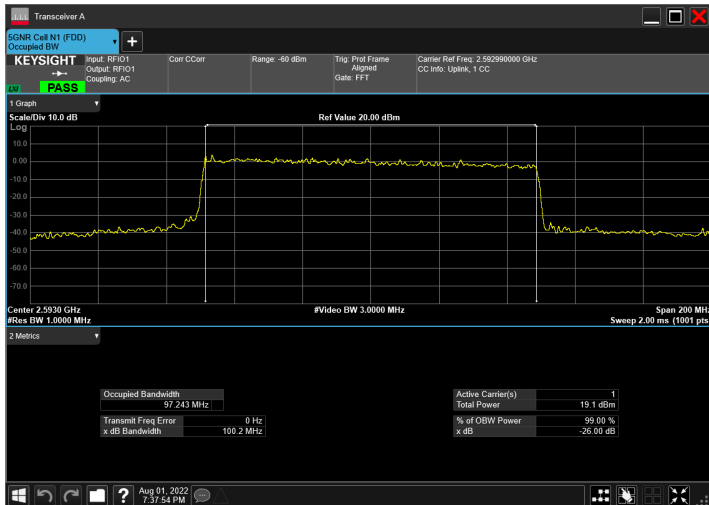 Transceiver A
5GNR Cell N1 (FDD)
Occupied BW
KEYSIGHT
LXI
PASS
Input: RFIO1
Output: RFIO1
Coupling: AC
Corr CCorr
Range: -60 dBm
Trig: Prot Frame
Aligned
Gate: FFT
Carrier Ref Freq: 2.592990000 GHz
CC Info: Uplink, 1 CC
1 Graph
Scale/Div 10.0 dB
Ref Value 20.00 dBm
Log
10.0
0.00
-10.0
-20.0
-30.0
-40.0
-50.0
-60.0
-70.0
Center 2.5930 GHz
#Video BW 3.0000 MHz
Span 200 MHz
#Res BW 1.0000 MHz
Sweep 2.00 ms (1001 pts
2 Metrics
Occupied Bandwidth
97.243 MHz
Transmit Freq Error 0 Hz
x dB Bandwidth 100.2 MHz
Active Carrier(s) 1
Total Power 19.1 dBm
% of OBW Power 99.00 %
x dB -26.00 dB
?
Aug 01, 2022
7:37:54 PM